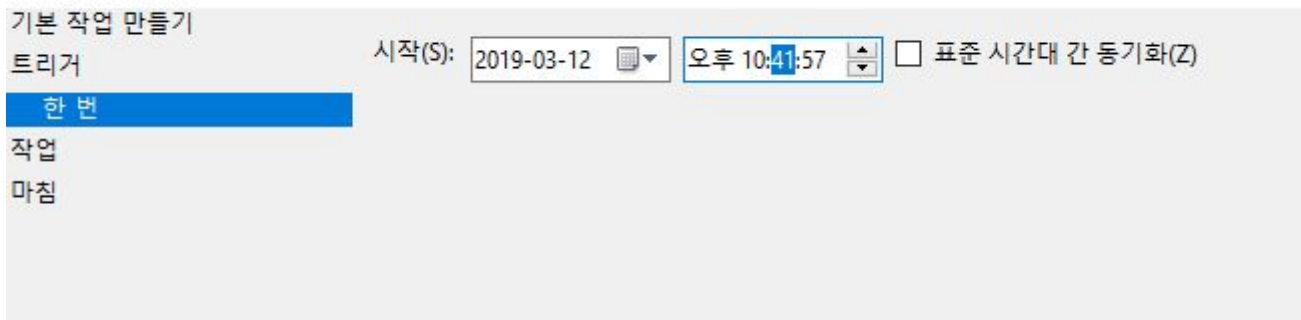 기본 작업 만들기
트리거
한 번
작업
마침
시작(S): 2019-03-12 오후 10:41:57 표준 시간대 간 동기화(Z)